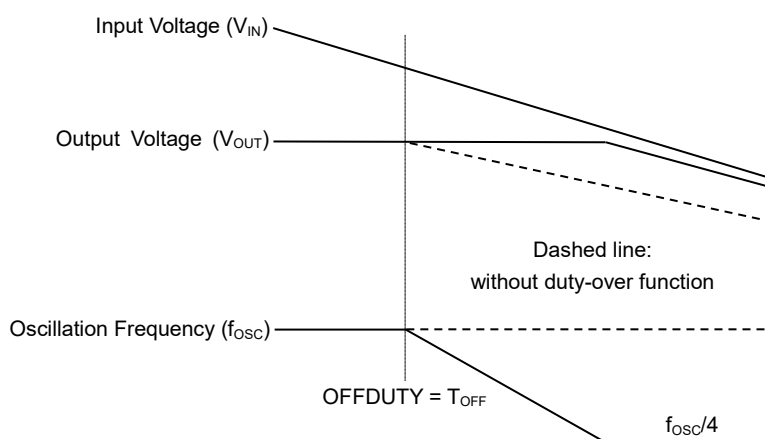 Input Voltage (VIN)
Output Voltage (VOUT)
Dashed line:
without duty-over function
Oscillation Frequency (fOSC)
OFFDUTY = TOFF
fOSC/4